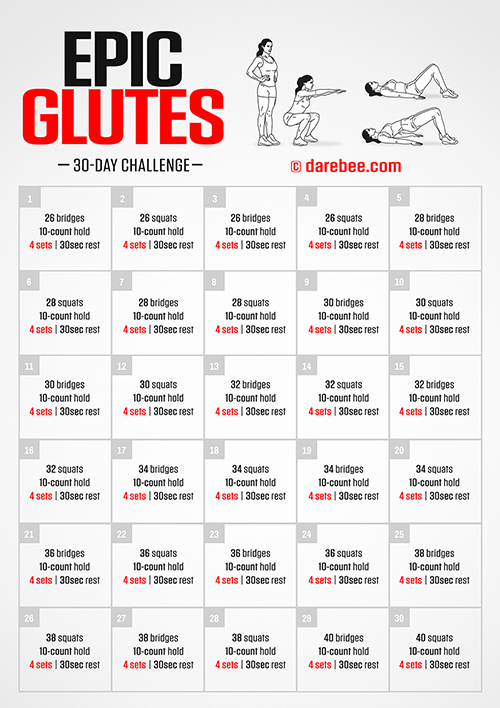 EPIC
GLUTES
– 30-DAY CHALLENGE –
© darebee.com
1
26 bridges
10-count hold
4 sets | 30sec rest
2
26 squats
10-count hold
4 sets | 30sec rest
3
26 bridges
10-count hold
4 sets | 30sec rest
4
26 squats
10-count hold
4 sets | 30sec rest
5
28 bridges
10-count hold
4 sets | 30sec rest
6
28 squats
10-count hold
4 sets | 30sec rest
7
28 bridges
10-count hold
4 sets | 30sec rest
8
28 squats
10-count hold
4 sets | 30sec rest
9
30 bridges
10-count hold
4 sets | 30sec rest
10
30 squats
10-count hold
4 sets | 30sec rest
11
30 bridges
10-count hold
4 sets | 30sec rest
12
30 squats
10-count hold
4 sets | 30sec rest
13
32 bridges
10-count hold
4 sets | 30sec rest
14
32 squats
10-count hold
4 sets | 30sec rest
15
32 bridges
10-count hold
4 sets | 30sec rest
16
32 squats
10-count hold
4 sets | 30sec rest
17
34 bridges
10-count hold
4 sets | 30sec rest
18
34 squats
10-count hold
4 sets | 30sec rest
19
34 bridges
10-count hold
4 sets | 30sec rest
20
34 squats
10-count hold
4 sets | 30sec rest
21
36 bridges
10-count hold
4 sets | 30sec rest
22
36 squats
10-count hold
4 sets | 30sec rest
23
36 bridges
10-count hold
4 sets | 30sec rest
24
36 squats
10-count hold
4 sets | 30sec rest
25
38 bridges
10-count hold
4 sets | 30sec rest
26
38 squats
10-count hold
4 sets | 30sec rest
27
38 bridges
10-count hold
4 sets | 30sec rest
28
38 squats
10-count hold
4 sets | 30sec rest
29
40 bridges
10-count hold
4 sets | 30sec rest
30
40 squats
10-count hold
4 sets | 30sec rest